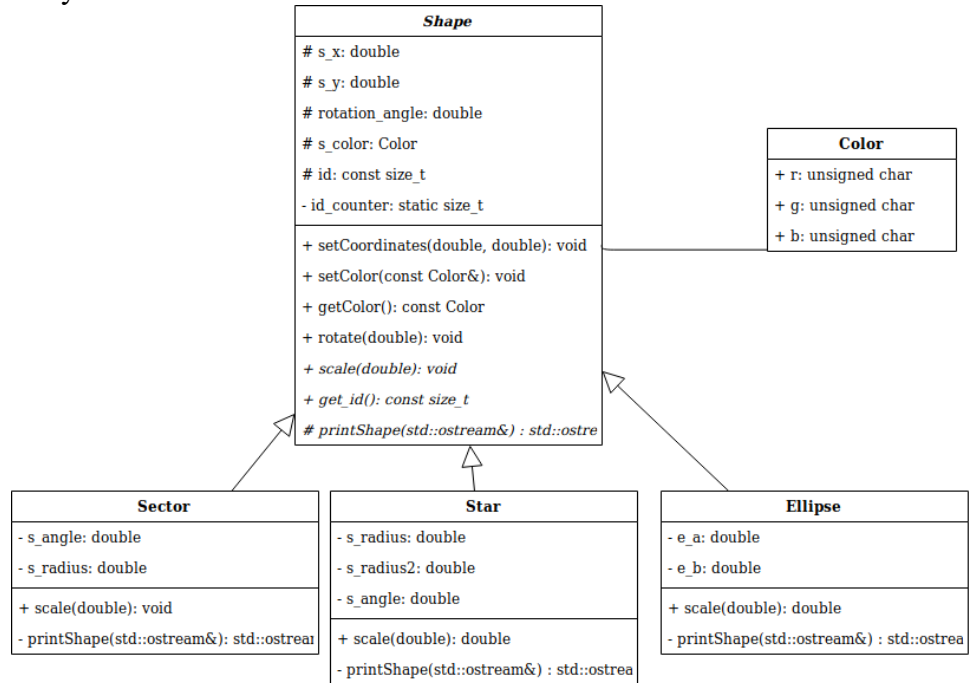 Shape
# s_x: double
# s_y: double
# rotation_angle: double
# s_color: Color
# id: const size_t
- id_counter: static size_t
+ setCoordinates(double, double): void
+ setColor(const Color&): void
+ getColor(): const Color
+ rotate(double): void
+ scale(double): void
+ get_id(): const size_t
# printShape(std::ostream&) : std::ostre
Color
+ r: unsigned char
+ g: unsigned char
+ b: unsigned char
Sector
- s_angle: double
- s_radius: double
+ scale(double): void
- printShape(std::ostream&): std::ostrear
Star
- s_radius: double
- s_radius2: double
- s_angle: double
+ scale(double): double
- printShape(std::ostream&) : std::ostrea
Ellipse
- e_a: double
- e_b: double
+ scale(double): double
- printShape(std::ostream&) : std::ostrea